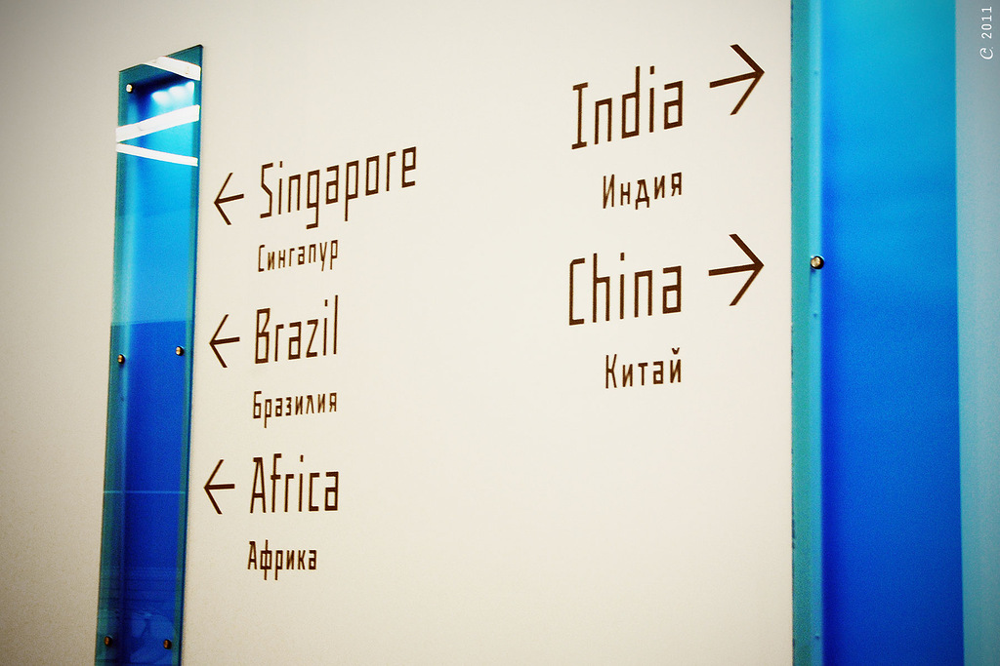 Singapore
Сингапур
Brazil
Бразилия
Africa
Африка
India
Индия
China
Китай
C. 2011